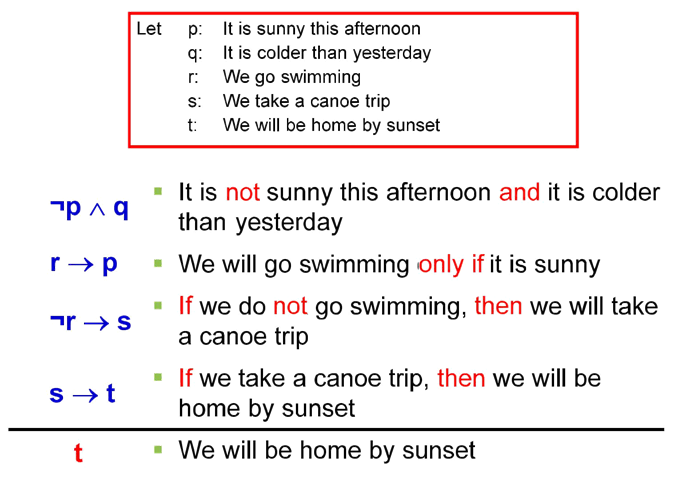 Let p: It is sunny this afternoon
q: It is colder than yesterday
r: We go swimming
s: We take a canoe trip
t: We will be home by sunset
¬p ∧ q ▪ It is not sunny this afternoon and it is colder
than yesterday
r → p ▪ We will go swimming only if it is sunny
¬r → s ▪ If we do not go swimming, then we will take
a canoe trip
s → t ▪ If we take a canoe trip, then we will be
home by sunset
t ▪ We will be home by sunset